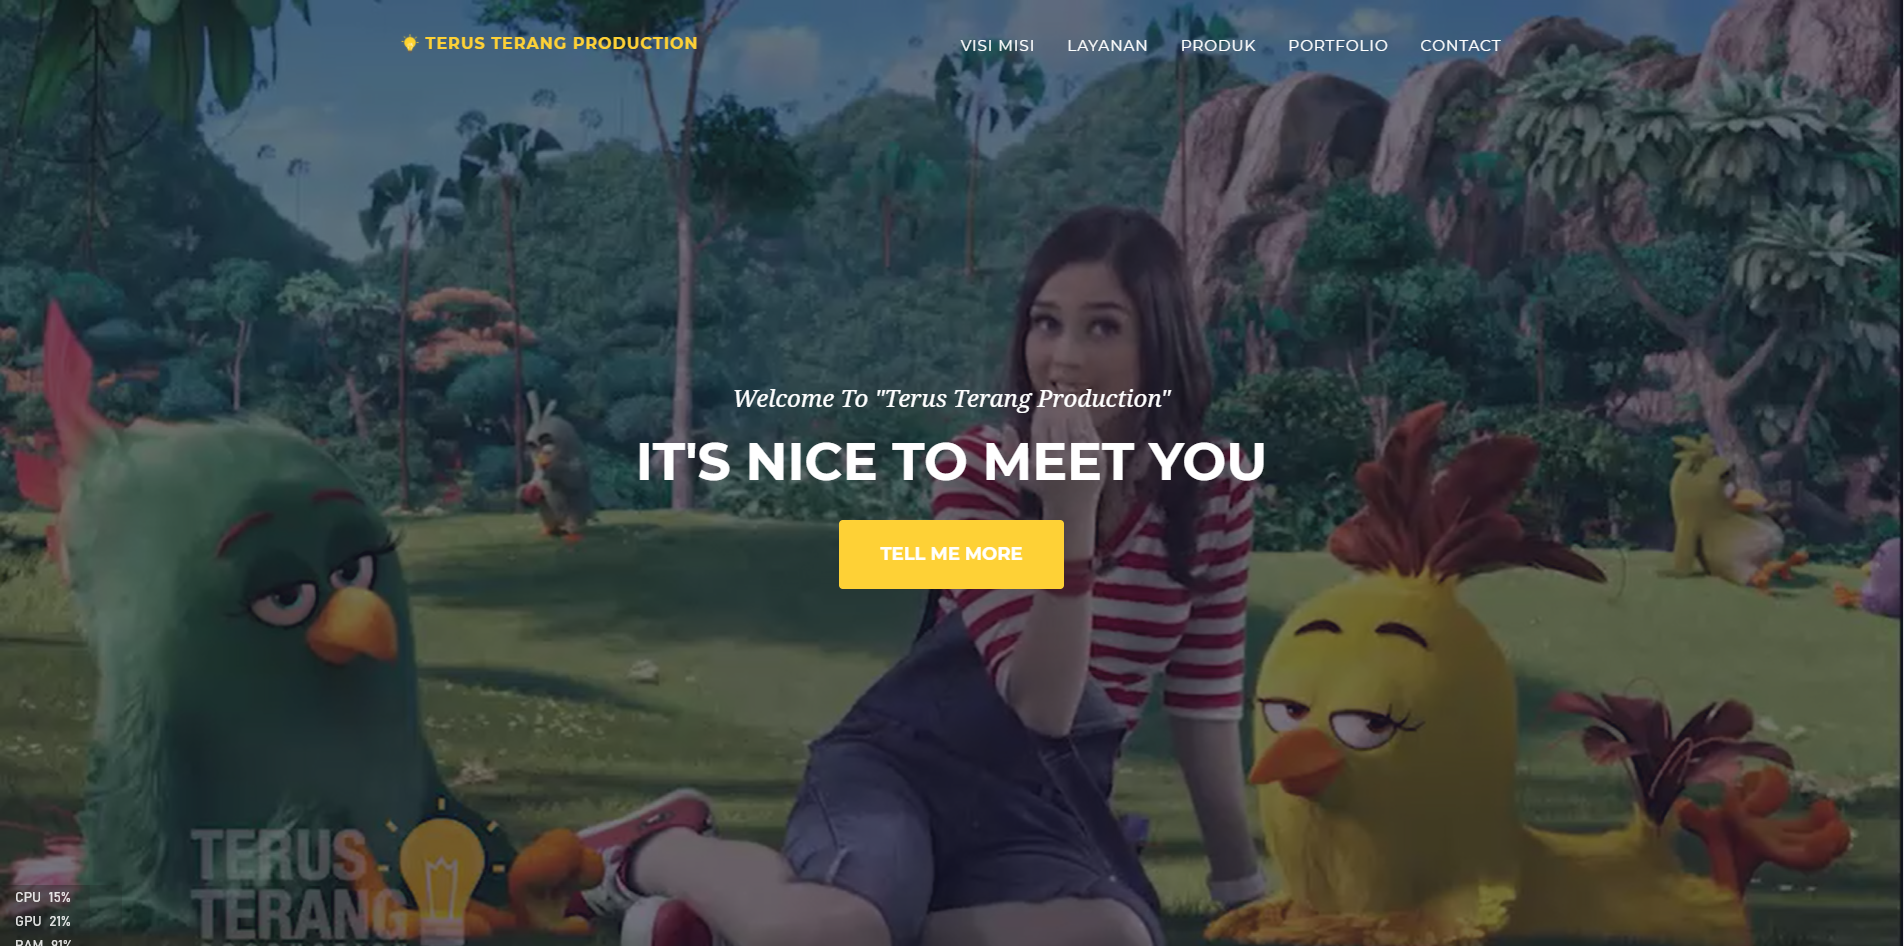 TERUS TERANG PRODUCTION
VISI MISI
LAYANAN
PRODUK
PORTFOLIO
CONTACT
Welcome To "Terus Terang Production"
IT'S NICE TO MEET YOU
TELL ME MORE
TERUS
TERANG
CPU 15%
GPU 21%
RAM 91%